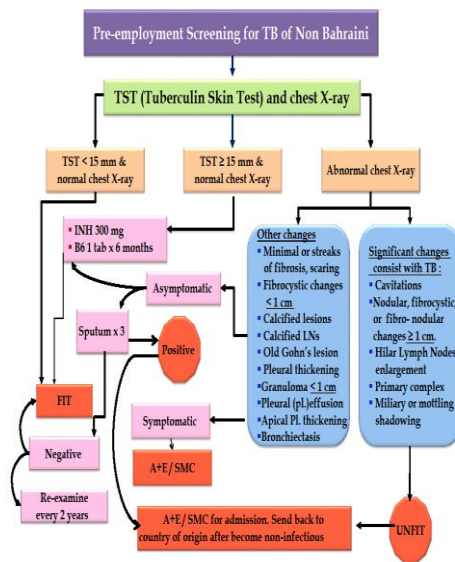 Pre-employment Screening for TB of Non Bahraini
TST (Tuberculin Skin Test) and chest X-ray
TST < 15 mm &
normal chest X-ray
TST ≥ 15 mm &
normal chest X-ray
Abnormal chest X-ray
INH 300 mg
B6 1 tab x 6 months
Other changes
Minimal or streaks
of fibrosis, scaring
Fibrocystic changes
< 1 cm
Calcified lesions
Calcified LNs
Old Gohn's lesion
Pleural thickening
Granuloma < 1 cm
Pleural (pl.)effusion
Apical Pl. thickening
Bronchiectasis
Significant changes
consist with TB :
Cavitations
Nodular, fibrocystic
or fibro- nodular
changes ≥ 1 cm.
Hilar Lymph Nodes
enlargement
Primary complex
Miliary or mottling
shadowing
Asymptomatic
Sputum x 3
Positive
FIT
Symptomatic
Negative
A+E / SMC
Re-examine
every 2 years
A+E / SMC for admission. Send back to
country of origin after become non-infectious
UNFIT